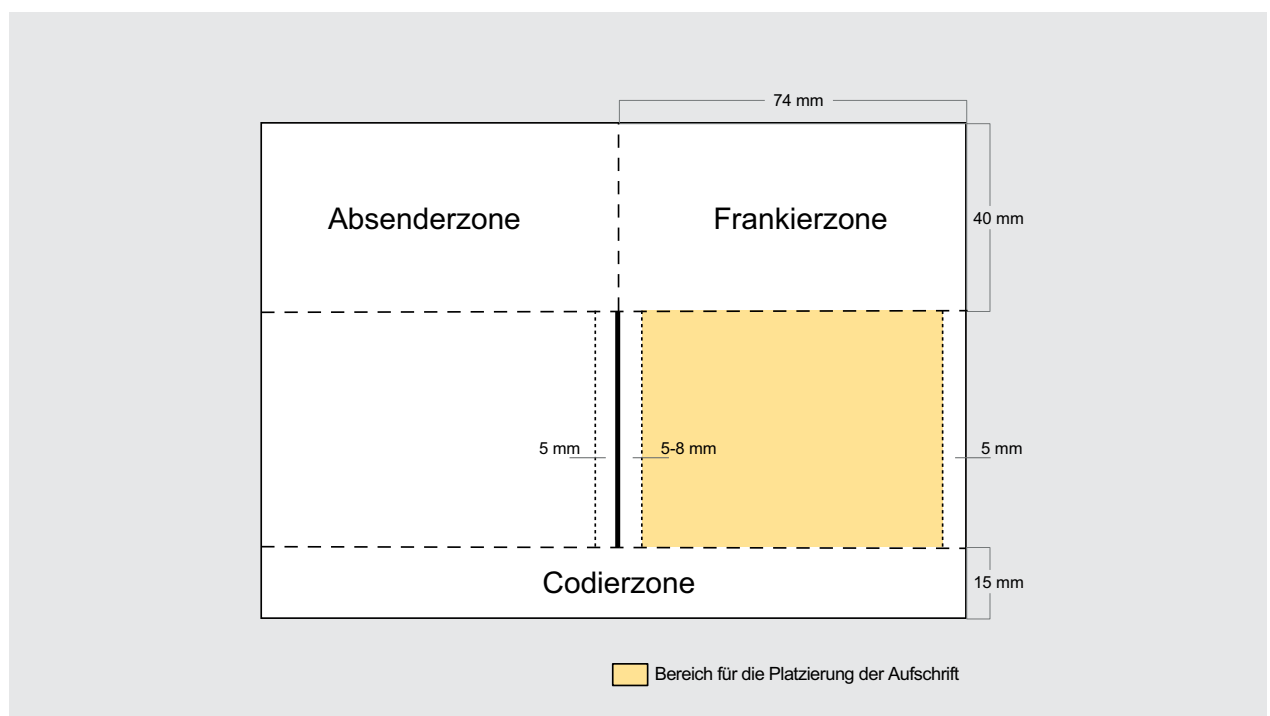 74 mm
Absenderzone
Frankierzone
40 mm
5 mm
5-8 mm
5 mm
Codierzone
15 mm
Bereich für die Platzierung der Aufschrift